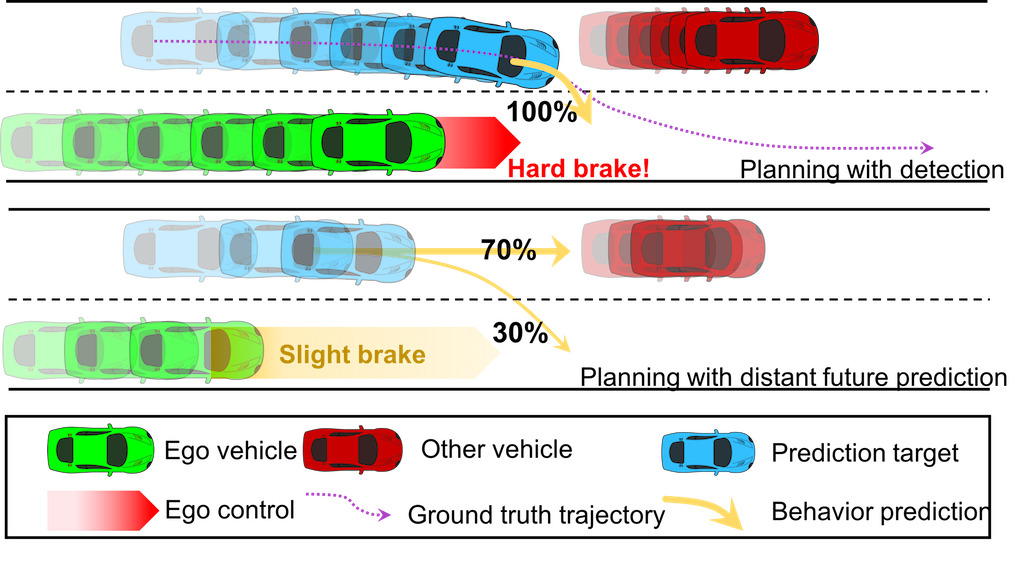 100%
Hard brake!
Planning with detection
70%
30%
Slight brake
Planning with distant future prediction
Ego vehicle
Other vehicle
Prediction target
Ego control
Ground truth trajectory
Behavior prediction